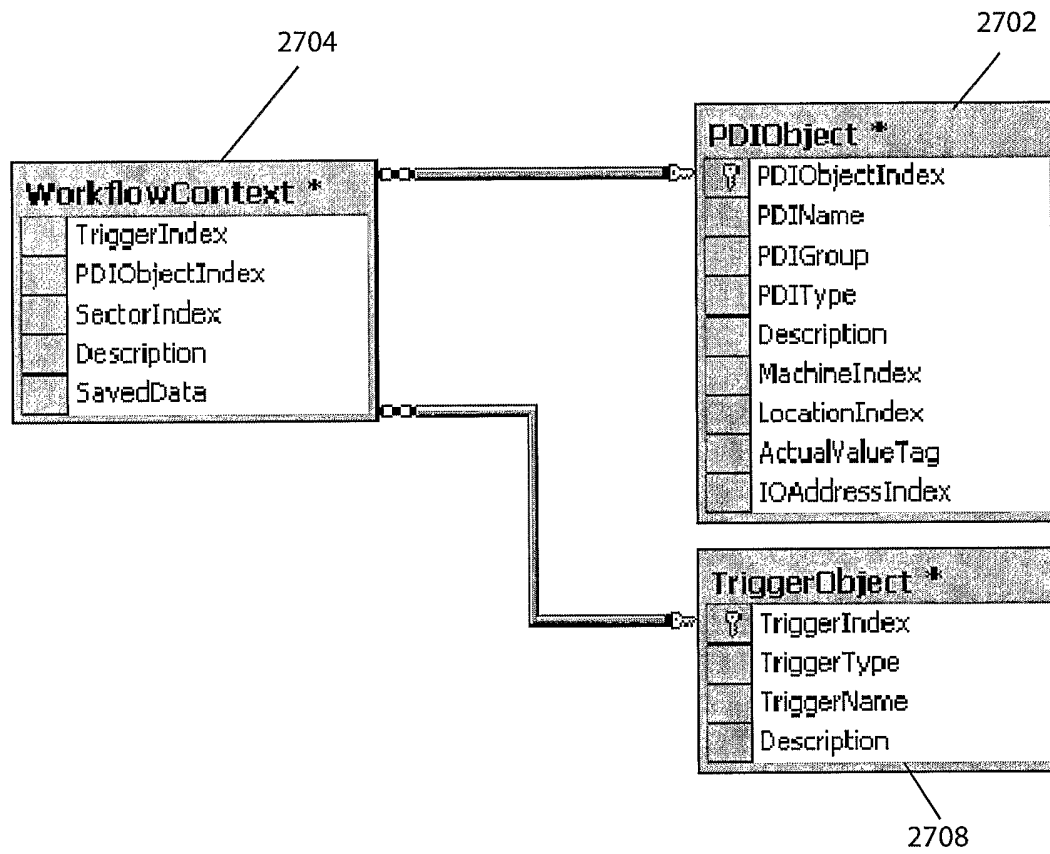 2704
2702
WorkflowContext *
TriggerIndex
PDIObjectIndex
SectorIndex
Description
SavedData
PDIObject *
PDIObjectIndex
PDIName
PDIGroup
PDIType
Description
MachineIndex
LocationIndex
ActualValueTag
IOAddressIndex
TriggerObject *
TriggerIndex
TriggerType
TriggerName
Description
2708